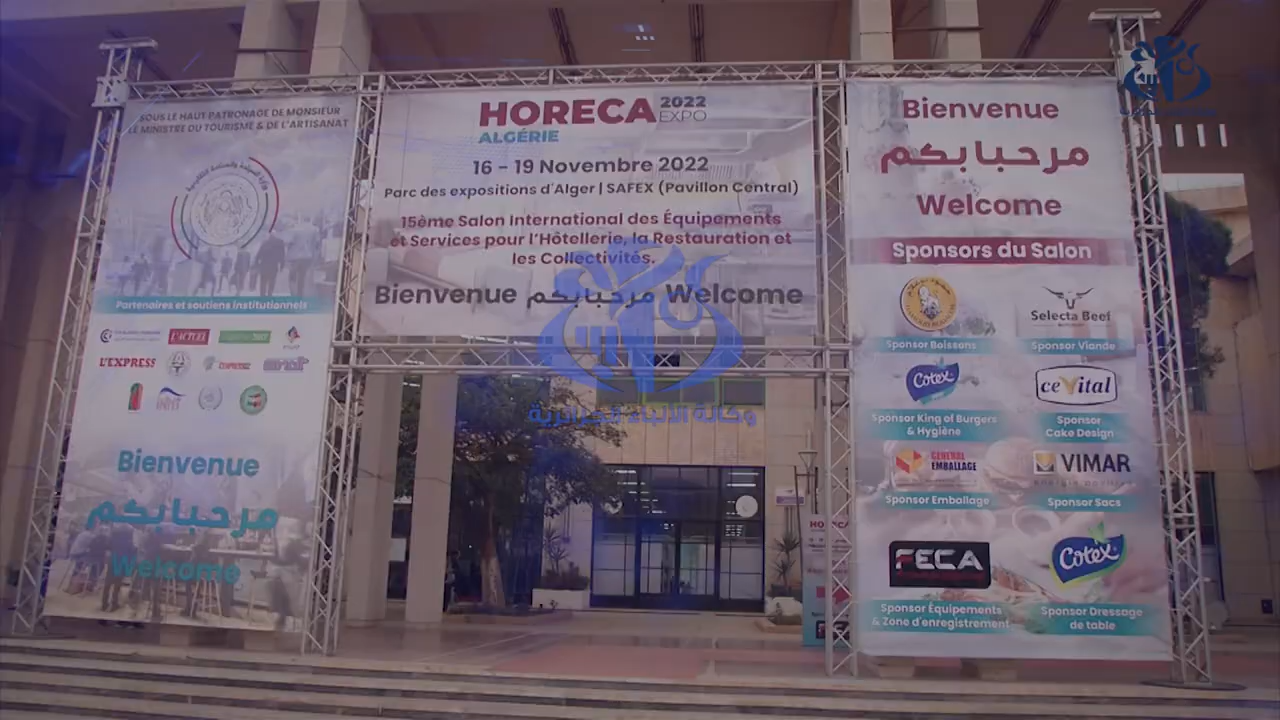 SOUS LE HAUT PATRONAGE DE MONSIEUR
LE MINISTRE DU TOURISME & DE L'ARTISANAT
Partenaires et soutiens institutionnels
L'ACTUEL
L'EXPRESS
Bienvenue
مرحبا بكم
Welcome
HORECA 2022
EXPO
ALGÉRIE
16 - 19 Novembre 2022
Parc des expositions d'Alger | SAFEX (Pavillon Central)
15ème Salon International des Équipements
et Services pour l'Hôtellerie, la Restauration et
les Collectivités.
Bienvenue مرحبا بكم Welcome
وكالة الأنباء الجزائرية
Bienvenue
مرحبا بكم
Welcome
Sponsors du Salon
Selecta Beef
Sponsor Boissons
Sponsor Viande
Cotex
cevital
Sponsor King of Burgers
& Hygiène
Sponsor
Cake Design
GENERAL
EMBALLAGE
VIMAR
Sponsor Emballage
Sponsor Sacs
FECA
Cotex
Sponsor Équipements
& Zone d'enregistrement
Sponsor Dressage
de table
HORECA